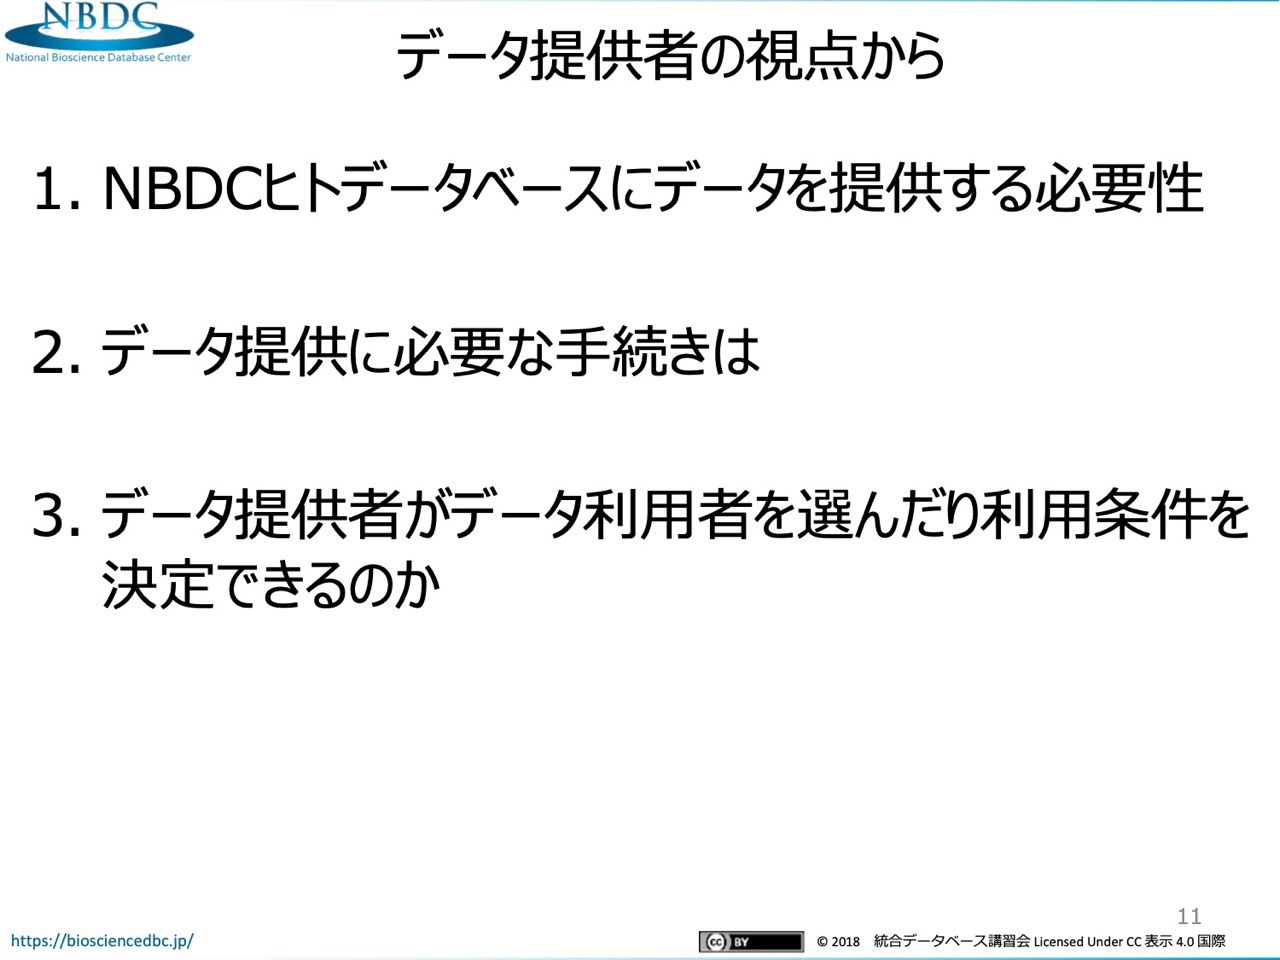 NBDC
National Bioscience Database Center
データ提供者の視点から
1. NBDCヒトデータベースにデータを提供する必要性
2. データ提供に必要な手続きは
3. データ提供者がデータ利用者を選んだり利用条件を
決定できるのか
11
https://biosciencedbc.jp/
cc BY
© 2018 統合データベース講習会 Licensed Under CC 表示 4.0 国際